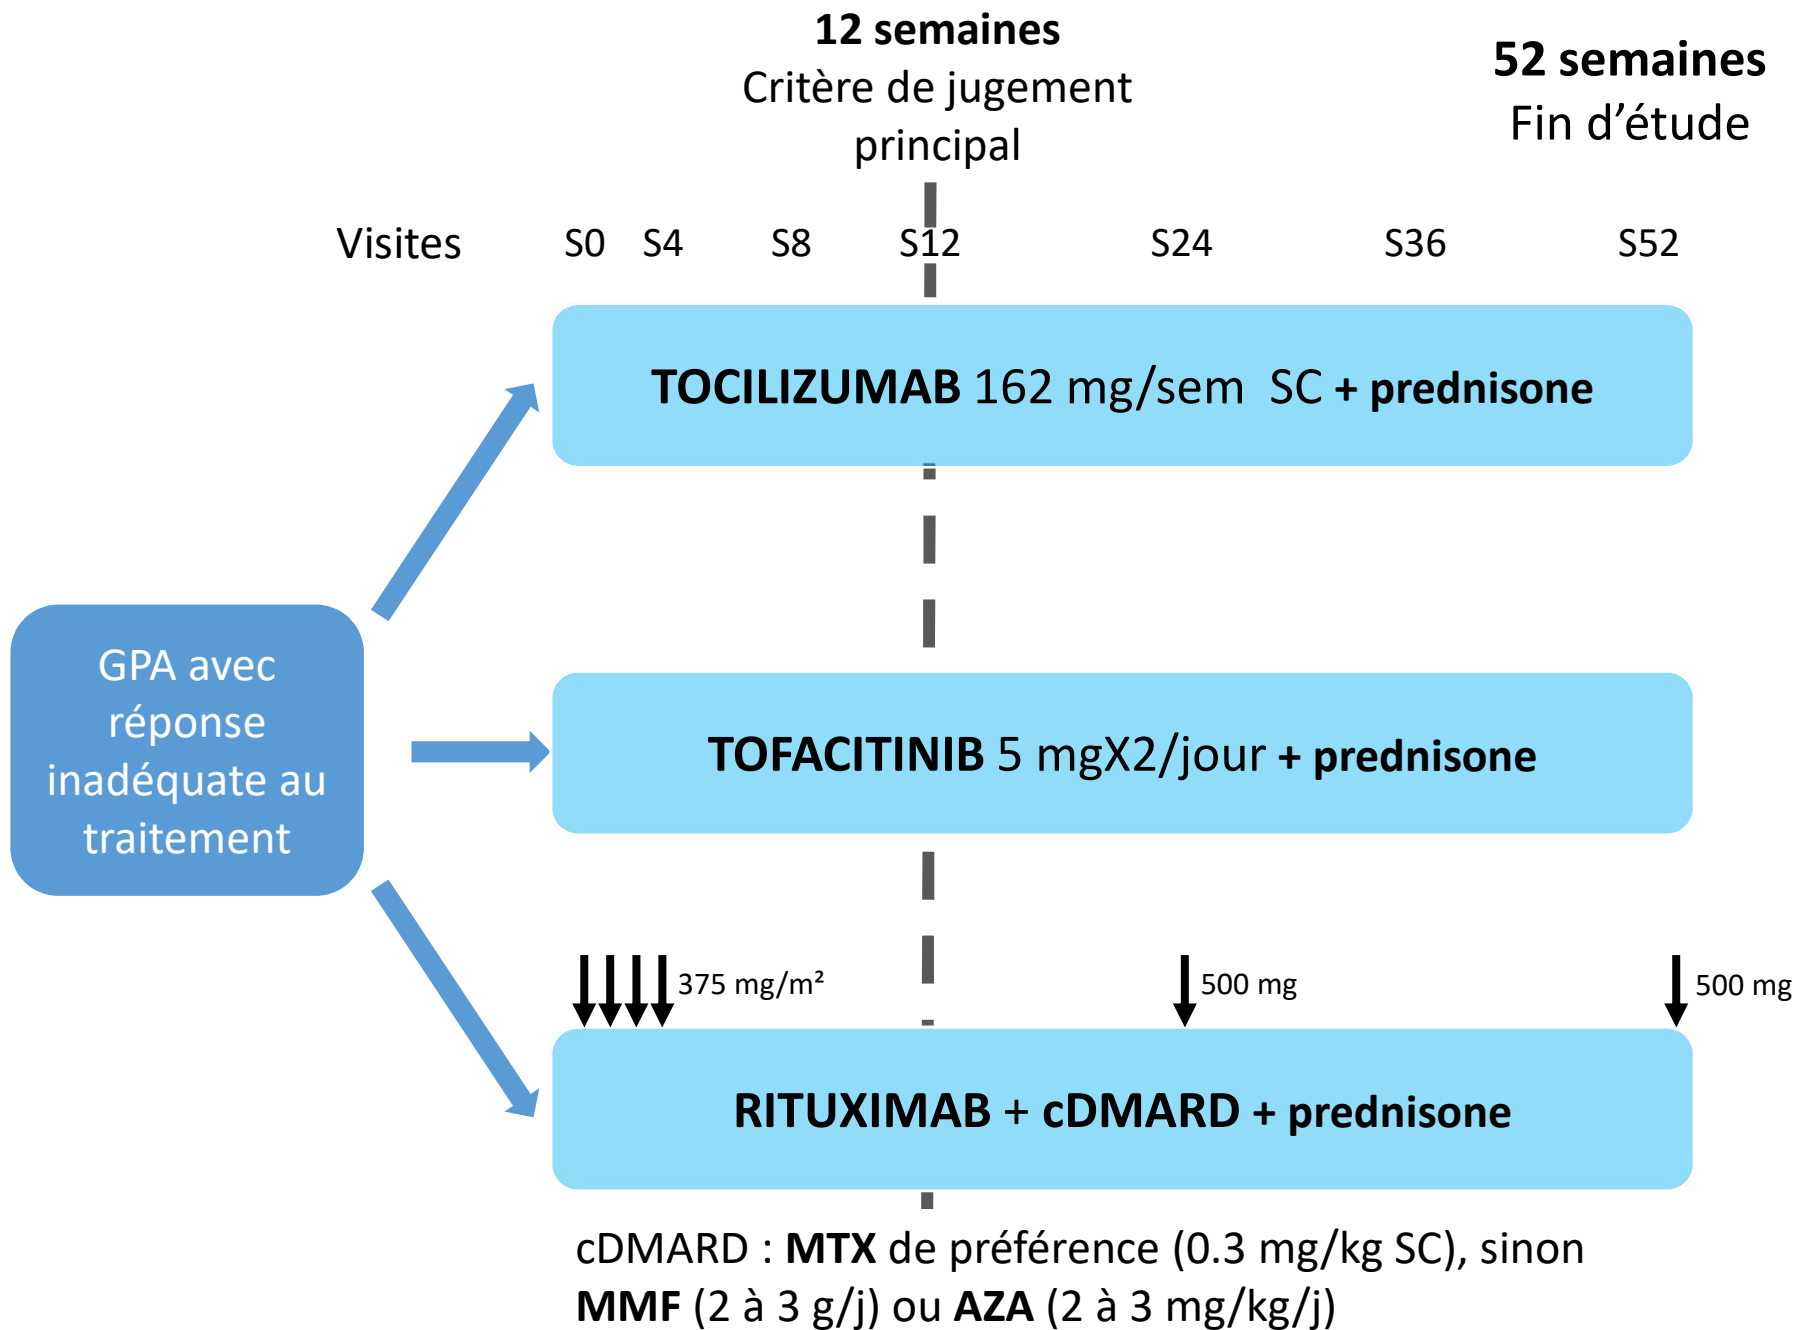 12 semaines
Critère de jugement
principal
52 semaines
Fin d’étude
Visites S0 S4 S8 S12 S24 S36 S52
TOCILIZUMAB 162 mg/sem SC + prednisone
GPA avec
réponse
inadéquate au
traitement
TOFACITINIB 5 mgX2/jour + prednisone
375 mg/m² 500 mg 500 mg
RITUXIMAB + cDMARD + prednisone
cDMARD : MTX de préférence (0.3 mg/kg SC), sinon
MMF (2 à 3 g/j) ou AZA (2 à 3 mg/kg/j)